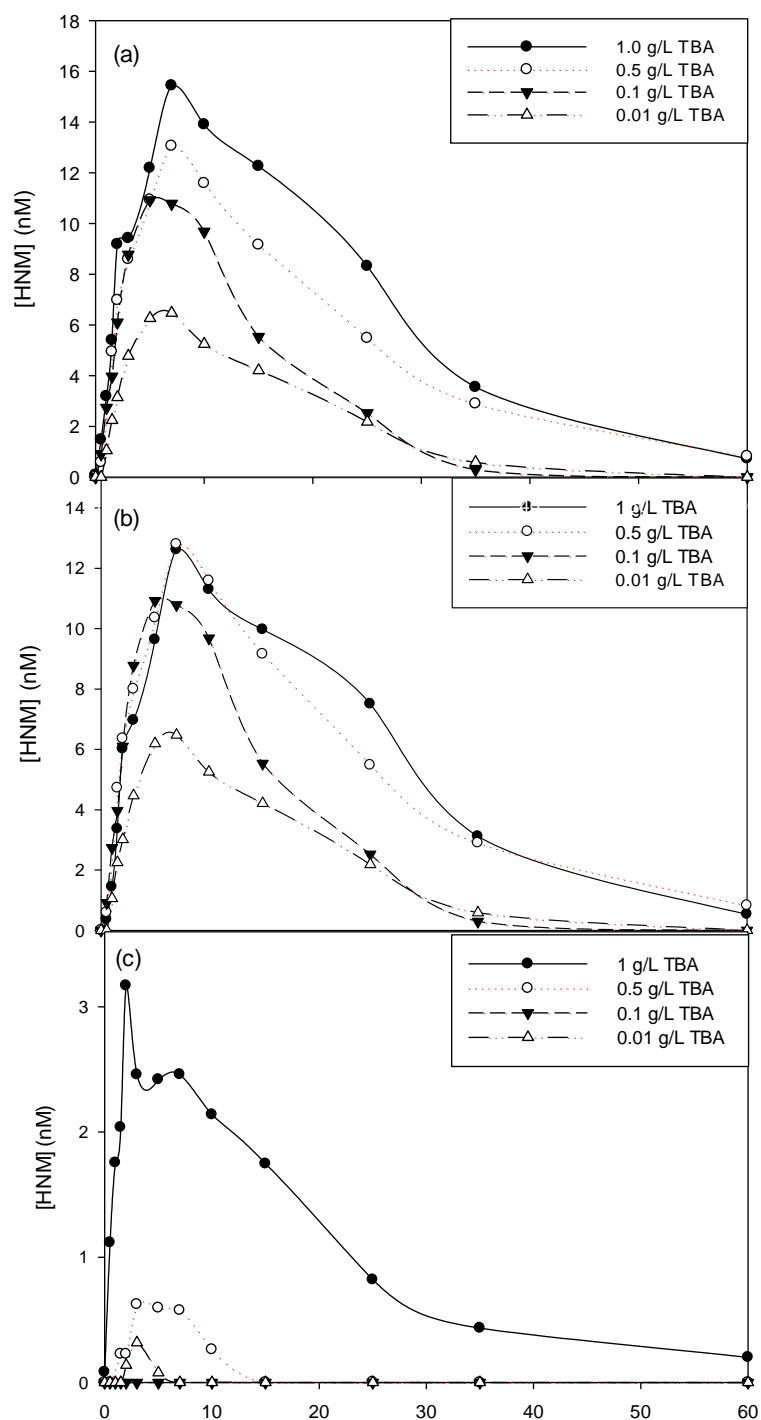 18
16
14
12
10
8
6
4
2
0
[HNM] (nM)
(a)
1.0 g/L TBA
0.5 g/L TBA
0.1 g/L TBA
0.01 g/L TBA
14
12
10
8
6
4
2
0
[HNM] (nM)
(b)
1 g/L TBA
0.5 g/L TBA
0.1 g/L TBA
0.01 g/L TBA
3
2
1
0
[HNM] (nM)
(c)
1 g/L TBA
0.5 g/L TBA
0.1 g/L TBA
0.01 g/L TBA
0 10 20 30 40 50 60